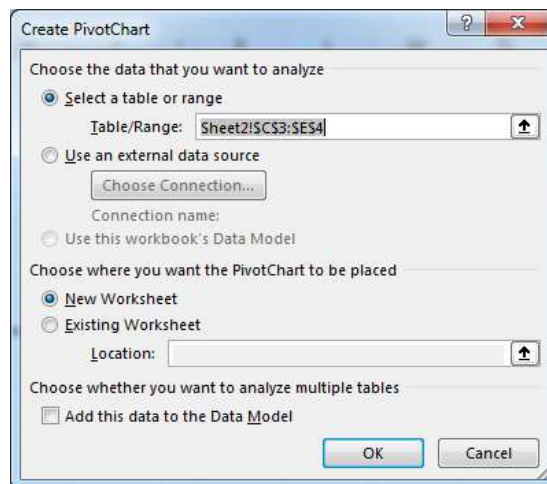 Create PivotChart
Choose the data that you want to analyze
Select a table or range
Table/Range: Sheet2!$C$3:$E$4
Use an external data source
Choose Connection...
Connection name:
Use this workbook's Data Model
Choose where you want the PivotChart to be placed
New Worksheet
Existing Worksheet
Location:
Choose whether you want to analyze multiple tables
Add this data to the Data Model
OK Cancel